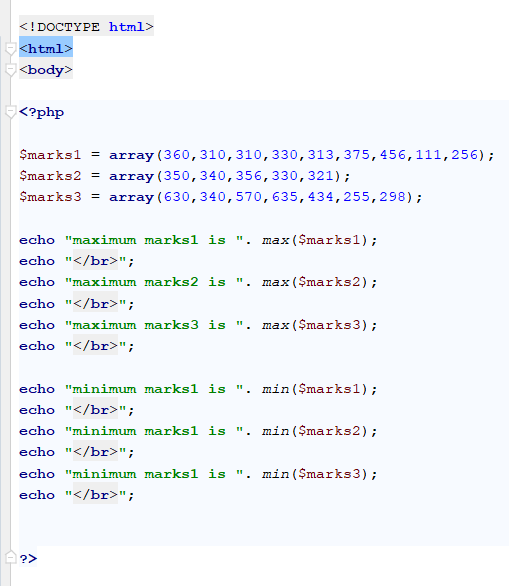 <!DOCTYPE html>
<html>
<body>
<?php
$marks1 = array(360,310,310,330,313,375,456,111,256);
$marks2 = array(350,340,356,330,321);
$marks3 = array(630,340,570,635,434,255,298);
echo "maximum marks1 is ". max($marks1);
echo "</br>";
echo "maximum marks2 is ". max($marks2);
echo "</br>";
echo "maximum marks3 is ". max($marks3);
echo "</br>";
echo "minimum marks1 is ". min($marks1);
echo "</br>";
echo "minimum marks1 is ". min($marks2);
echo "</br>";
echo "minimum marks1 is ". min($marks3);
echo "</br>";
?>